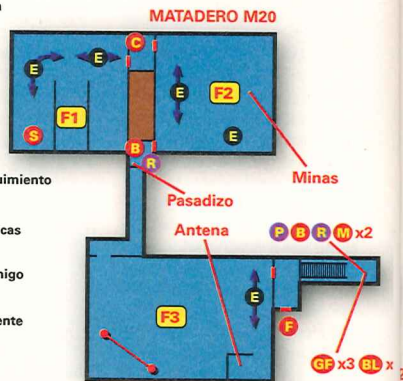 MATADERO M20
C
E
E
E
F1
F2
S
E
B
R
uimiento
Minas
Pasadizo
cas
Antena
P B R M x2
nigo
E
F3
F
ente
GF x3 BL x